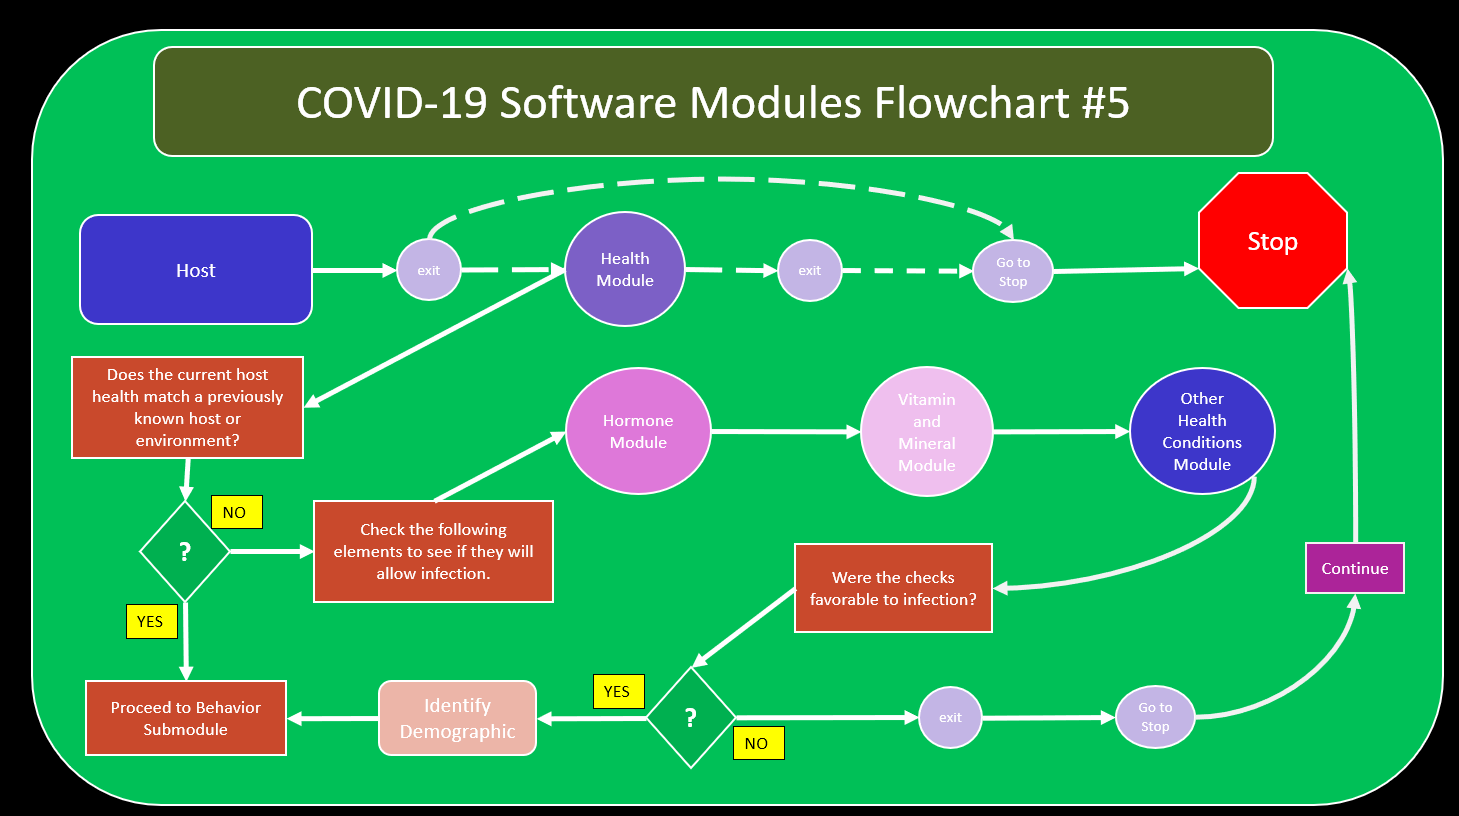 COVID-19 Software Modules Flowchart #5
Host
exit
Health
Module
exit
Go to
Stop
Stop
Does the current host
health match a previously
known host or
environment?
Hormone
Module
Vitamin
and
Mineral
Module
Other
Health
Conditions
Module
NO
?
Check the following
elements to see if they will
allow infection.
Were the checks
favorable to infection?
Continue
YES
Proceed to Behavior
Submodule
Identify
Demographic
YES
?
NO
exit
Go to
Stop